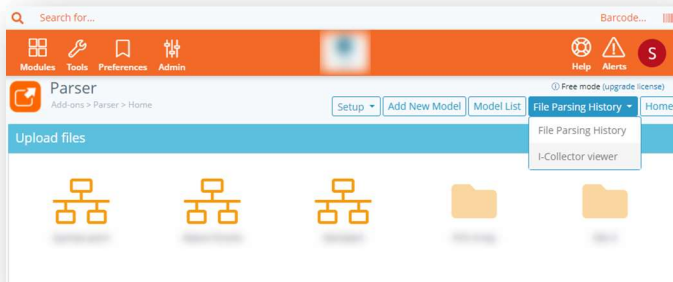 Search for...
Barcode...
Modules Tools Preferences Admin
Help Alerts S
Parser
Add-ons > Parser > Home
Free mode (upgrade license)
Setup Add New Model Model List File Parsing History Home
File Parsing History
I-Collector viewer
Upload files